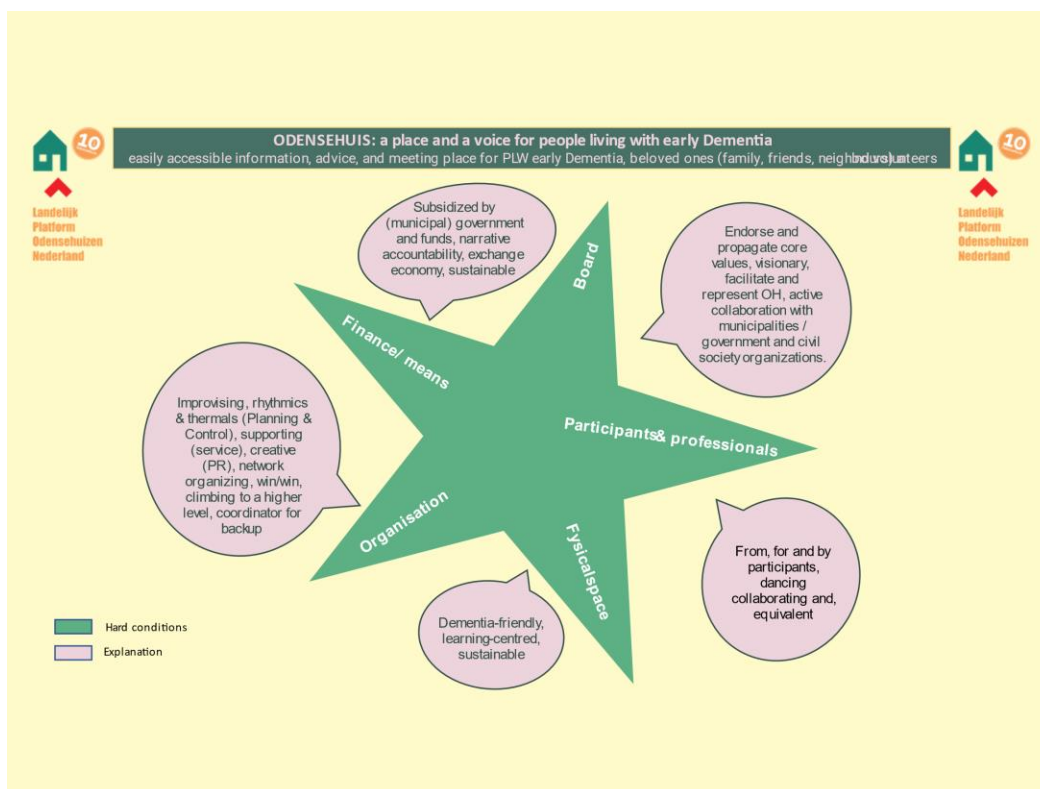 10
10
ODENSEHUIS: a place and a voice for people living with early Dementia
easily accessible information, advice, and meeting place for PLW early Dementia, beloved ones (family, friends, neighbours)
Landelijk
Platform
Odensehuizen
Nederland
Landelijk
Platform
Odensehuizen
Nederland
Subsidized by
(municipal) government
and funds, narrative
accountability, exchange
economy, sustainable
Board
Endorse and
propagate core
values, visionary,
facilitate and
represent OH, active
collaboration with
municipalities /
government and civil
society organizations.
Finance/ means
Improvising, rhythmics
& thermals (Planning &
Control), supporting
(service), creative
(PR), network
organizing, win/win,
climbing to a higher
level, coordinator for
backup
Participants& professionals
Organisation
Fysicalspace
From, for and by
participants,
dancing
collaborating and,
equivalent
Dementia-friendly,
learning-centred,
sustainable
Hard conditions
Explanation